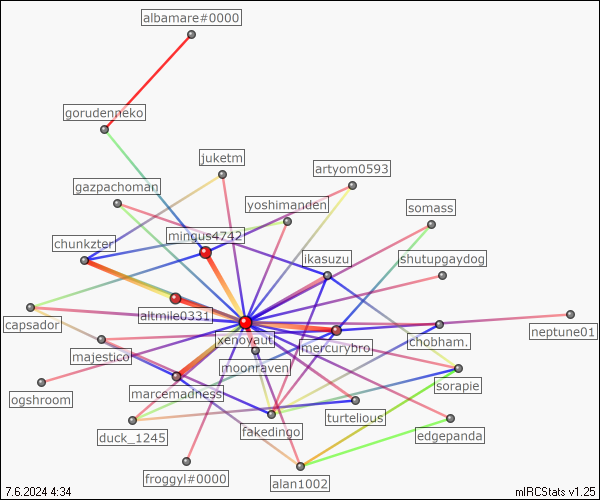 albamare#0000
gorudenneko
juketm
artyom0593
gazpachoman
yoshimanden
somass
mingus4742
chunkzter
ikasuzu
shutupgaydog
altmile0331
capsador
xenoyaut
mercurybro
chobham.
neptune01
majestico
moonraven
sorapie
ogshroom
marcemadness
turtelious
duck_1245
fakedingo
edgepanda
froggyl#0000
alan1002
7.6.2024 4:34
mIRCStats v1.25